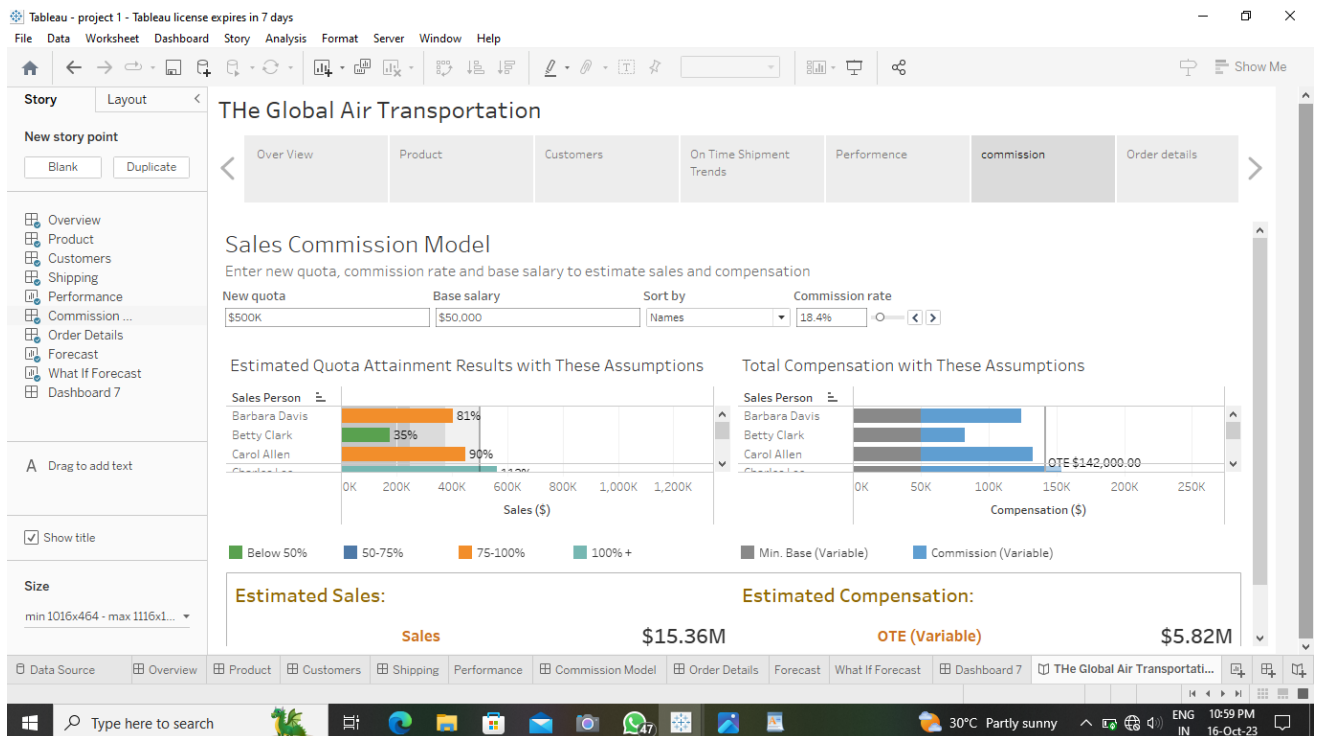 Tableau - project 1 - Tableau license expires in 7 days
File Data Worksheet Dashboard Story Analysis Format Server Window Help
Show Me
Story Layout
New story point
Blank Duplicate
Overview
Product
Customers
Shipping
Performance
Commission ...
Order Details
Forecast
What If Forecast
Dashboard 7
A Drag to add text
Show title
Size
min 1016x464 - max 1116x1...
THe Global Air Transportation
Over View Product Customers On Time Shipment Performence commission Order details
Trends
Sales Commission Model
Enter new quota, commission rate and base salary to estimate sales and compensation
New quota Base salary Sort by Commission rate
$500K $50,000 Names 18.4%
Estimated Quota Attainment Results with These Assumptions Total Compensation with These Assumptions
Sales Person Sales Person
Barbara Davis 81% Barbara Davis
Betty Clark 35% Betty Clark
Carol Allen 90% Carol Allen
OTE $142,000.00
0K 200K 400K 600K 800K 1,000K 1,200K 0K 50K 100K 150K 200K 250K
Sales ($) Compensation ($)
Below 50% 50-75% 75-100% 100% + Min. Base (Variable) Commission (Variable)
Estimated Sales: Estimated Compensation:
Sales $15.36M OTE (Variable) $5.82M
Data Source Overview Product Customers Shipping Performance Commission Model Order Details Forecast What If Forecast Dashboard 7 THe Global Air Transportati...
Type here to search 47 30°C Partly sunny ENG 10:59 PM
IN 16-Oct-23